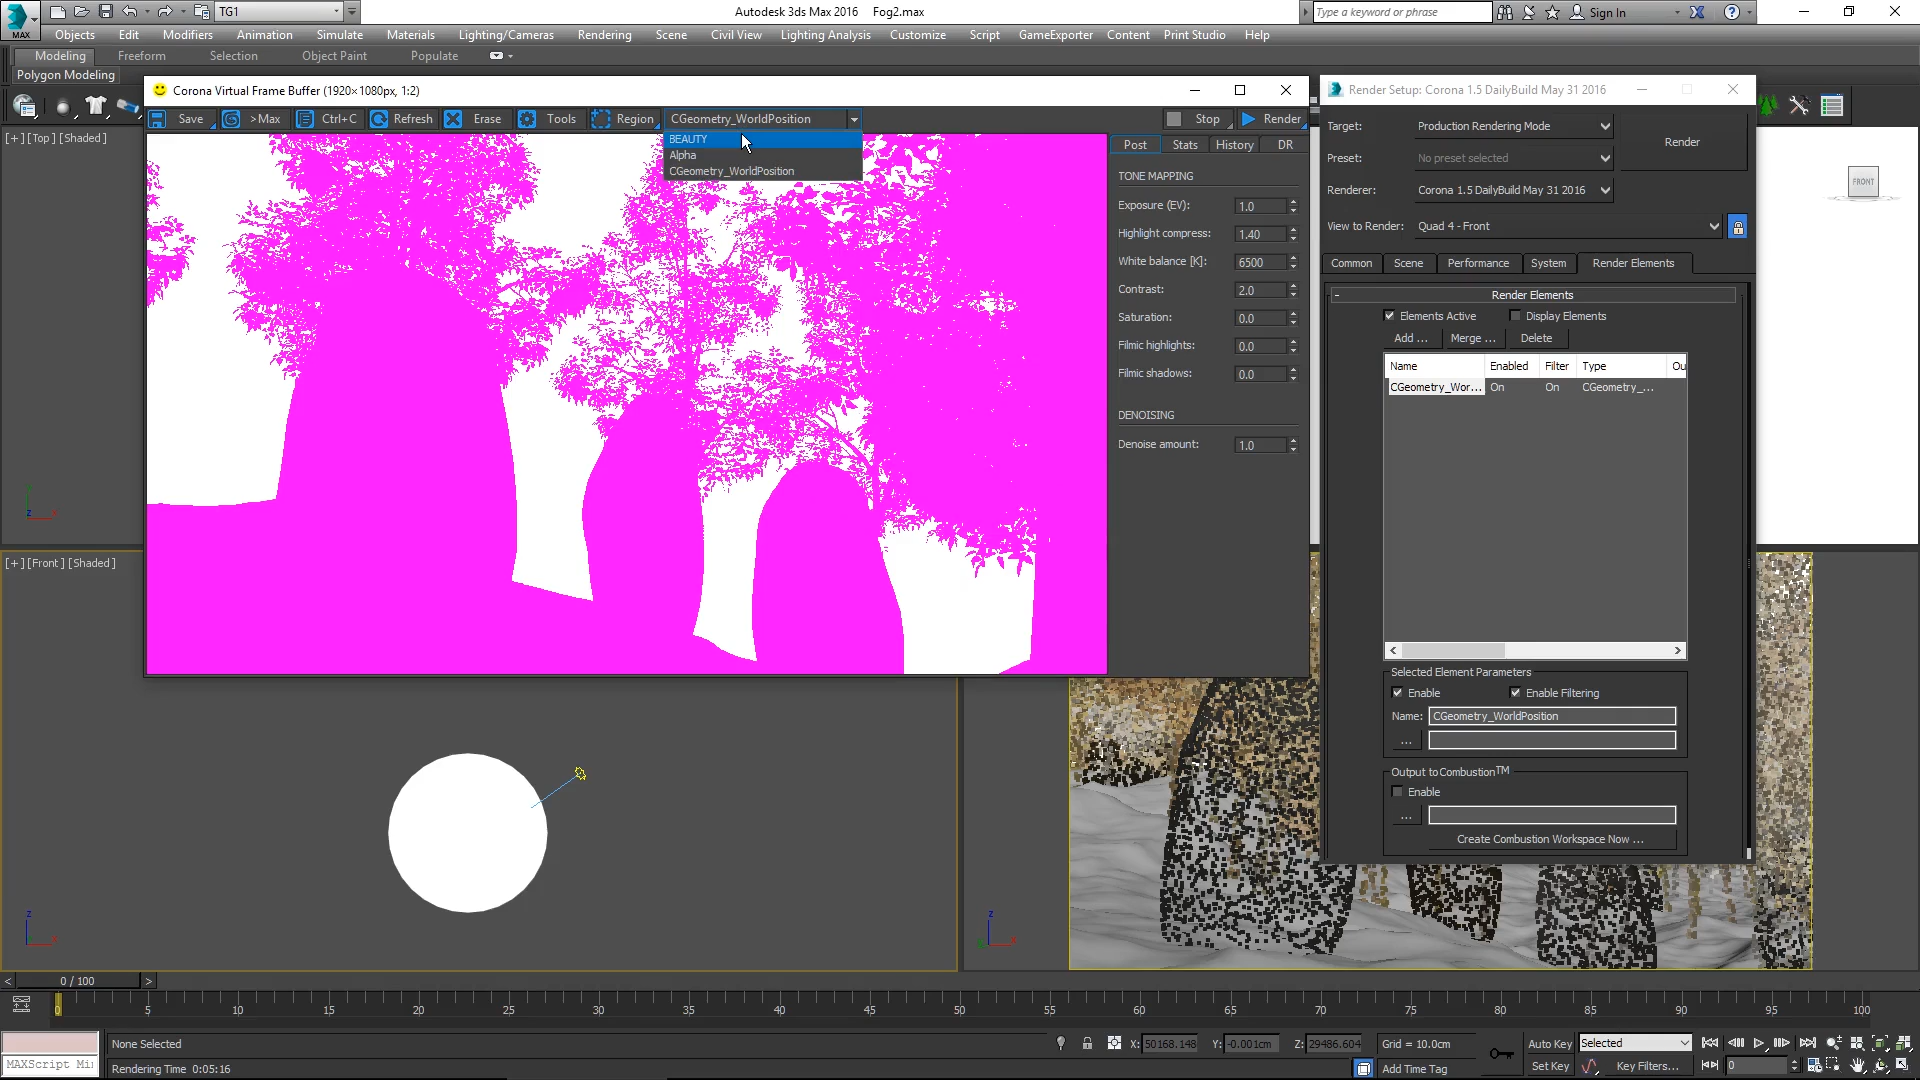 TG1
Autodesk 3ds Max 2016 Fog2.max
Type a keyword or phrase
Sign In
MAX
Objects Edit Modifiers Animation Simulate Materials Lighting/Cameras Rendering Scene Civil View Lighting Analysis Customize Script GameExporter Content Print Studio Help
Modeling Freeform Selection Object Paint Populate
Polygon Modeling
Corona Virtual Frame Buffer (1920×1080px, 1:2)
Save >Max Ctrl+C Refresh Erase Tools Region CGeometry_WorldPosition Stop Render
BEAUTY
Alpha
CGeometry_WorldPosition
Post Stats History DR
TONE MAPPING
Exposure (EV): 1.0
Highlight compress: 1.40
White balance [K]: 6500
Contrast: 2.0
Saturation: 0.0
Filmic highlights: 0.0
Filmic shadows: 0.0
DENOISING
Denoise amount: 1.0
Render Setup: Corona 1.5 DailyBuild May 31 2016
Target: Production Rendering Mode
Render
Preset: No preset selected
Renderer: Corona 1.5 DailyBuild May 31 2016
View to Render: Quad 4 - Front
Common Scene Performance System Render Elements
- Render Elements
Elements Active Display Elements
Add ... Merge ... Delete
Name Enabled Filter Type Ou
CGeometry_Wor... On On CGeometry_...
Selected Element Parameters
Enable Enable Filtering
Name: CGeometry_WorldPosition
...
Output to Combustion™
Enable
...
Create Combustion Workspace Now ...
FRONT
[+] [Top] [Shaded]
z x
[+] [Front] [Shaded]
z x
z x
< 0 / 100 >
0 5 10 15 20 25 30 35 40 45 50 55 60 65 70 75 80 85 90 95 100
None Selected
X: 50168.148 Y: -0.001cm Z: 29486.604 Grid = 10.0cm
Auto Key Selected
MAXScript Mi
Rendering Time 0:05:16
Add Time Tag
Set Key Key Filters... 0